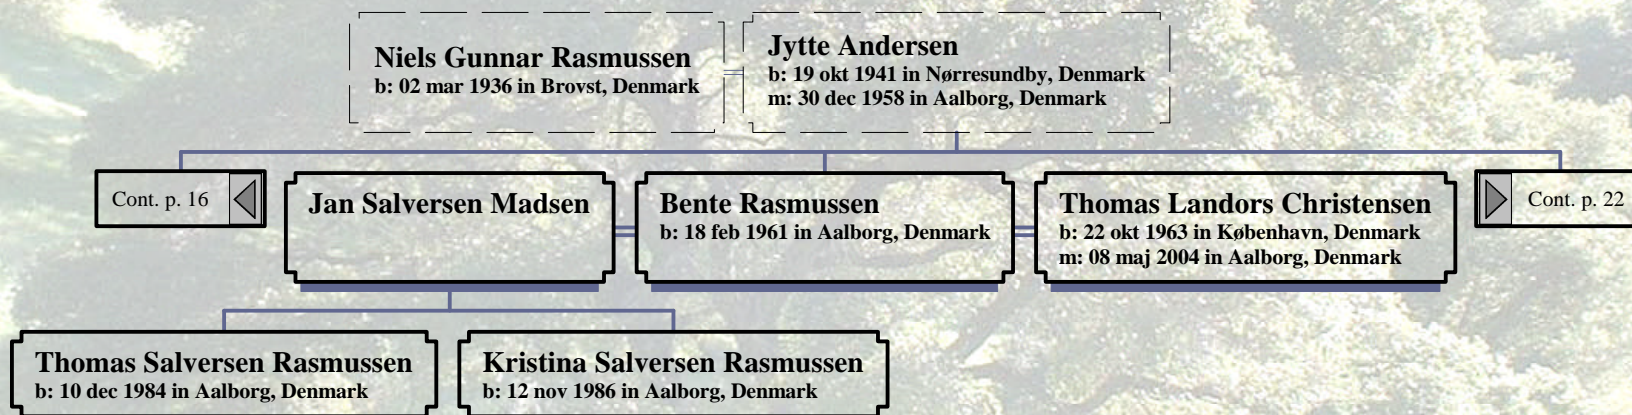 Niels Gunnar Rasmussen
b: 02 mar 1936 in Brovst, Denmark
Jytte Andersen
b: 19 okt 1941 in Nørresundby, Denmark
m: 30 dec 1958 in Aalborg, Denmark
Cont. p. 16
Jan Salversen Madsen
Bente Rasmussen
b: 18 feb 1961 in Aalborg, Denmark
Thomas Landors Christensen
b: 22 okt 1963 in København, Denmark
m: 08 maj 2004 in Aalborg, Denmark
Cont. p. 22
Thomas Salversen Rasmussen
b: 10 dec 1984 in Aalborg, Denmark
Kristina Salversen Rasmussen
b: 12 nov 1986 in Aalborg, Denmark